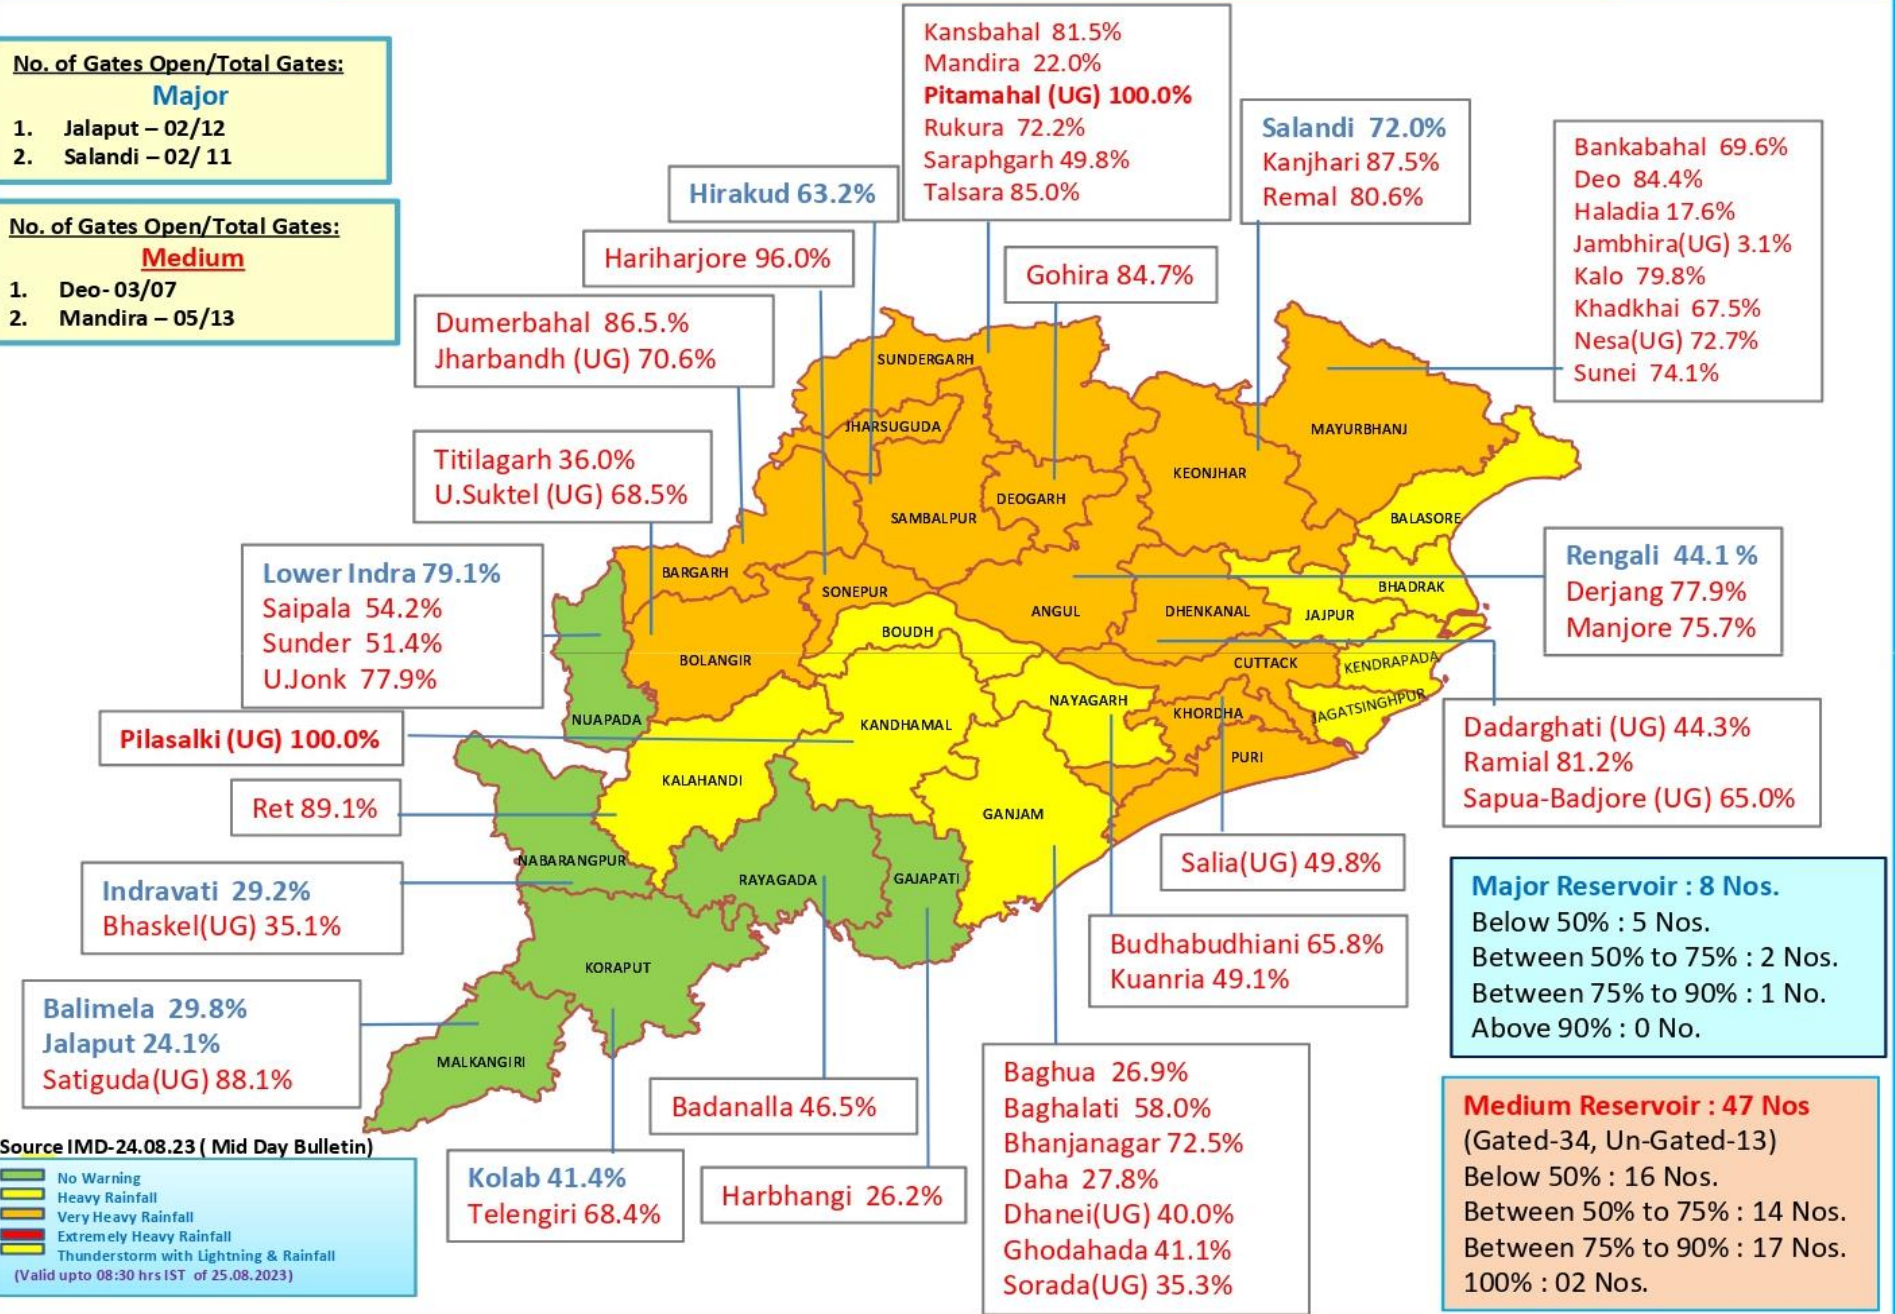 No. of Gates Open/Total Gates:
Major
1. Jalaput – 02/12
2. Salandi – 02/ 11
No. of Gates Open/Total Gates:
Medium
1. Deo- 03/07
2. Mandira – 05/13
Kansbahal 81.5%
Mandira 22.0%
Pitamahal (UG) 100.0%
Rukura 72.2%
Saraphgarh 49.8%
Talsara 85.0%
Salandi 72.0%
Kanjhari 87.5%
Remal 80.6%
Bankabahal 69.6%
Deo 84.4%
Haladia 17.6%
Jambhira(UG) 3.1%
Kalo 79.8%
Khadkhai 67.5%
Nesa(UG) 72.7%
Sunei 74.1%
Hirakud 63.2%
Hariharjore 96.0%
Gohira 84.7%
Dumerbahal 86.5.%
Jharbandh (UG) 70.6%
Titilagarh 36.0%
U.Suktel (UG) 68.5%
Lower Indra 79.1%
Saipala 54.2%
Sunder 51.4%
U.Jonk 77.9%
Pilasalki (UG) 100.0%
Ret 89.1%
Indravati 29.2%
Bhaskel(UG) 35.1%
Balimela 29.8%
Jalaput 24.1%
Satiguda(UG) 88.1%
SUNDERGARH
JHARSUGUDA
MAYURBHANJ
KEONJHAR
DEOGARH
SAMBALPUR
BALASORE
BARGARH
SONEPUR
BHADRAK
ANGUL
DHENKANAL
JAJPUR
BOUDH
BOLANGIR
CUTTACK
KENDRAPADA
NUAPADA
NAYAGARH
KHORDHA
JAGATSINGHPUR
KANDHAMAL
PURI
KALAHANDI
GANJAM
NABARANGPUR
RAYAGADA
GAJAPATI
KORAPUT
MALKANGIRI
Rengali 44.1 %
Derjang 77.9%
Manjore 75.7%
Dadarghati (UG) 44.3%
Ramial 81.2%
Sapua-Badjore (UG) 65.0%
Salia(UG) 49.8%
Budhabudhiani 65.8%
Kuanria 49.1%
Badanalla 46.5%
Kolab 41.4%
Telengiri 68.4%
Harbhangi 26.2%
Baghua 26.9%
Baghalati 58.0%
Bhanjanagar 72.5%
Daha 27.8%
Dhanei(UG) 40.0%
Ghodahada 41.1%
Sorada(UG) 35.3%
Major Reservoir : 8 Nos.
Below 50% : 5 Nos.
Between 50% to 75% : 2 Nos.
Between 75% to 90% : 1 No.
Above 90% : 0 No.
Medium Reservoir : 47 Nos
(Gated-34, Un-Gated-13)
Below 50% : 16 Nos.
Between 50% to 75% : 14 Nos.
Between 75% to 90% : 17 Nos.
100% : 02 Nos.
Source IMD-24.08.23 ( Mid Day Bulletin)
No Warning
Heavy Rainfall
Very Heavy Rainfall
Extremely Heavy Rainfall
Thunderstorm with Lightning & Rainfall
(Valid upto 08:30 hrs IST of 25.08.2023)